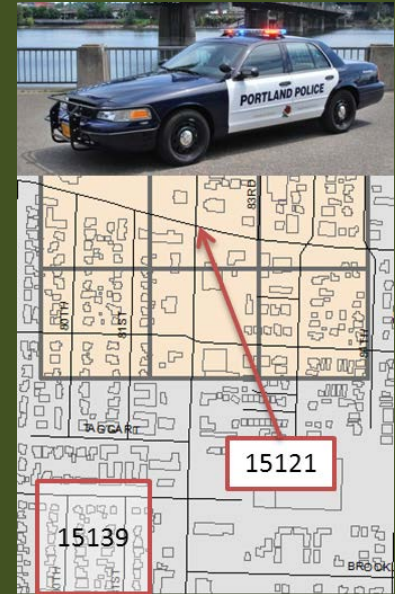 PORTLAND POLICE
83RD
80TH
81ST
TAGGART
15121
15139
BROOK